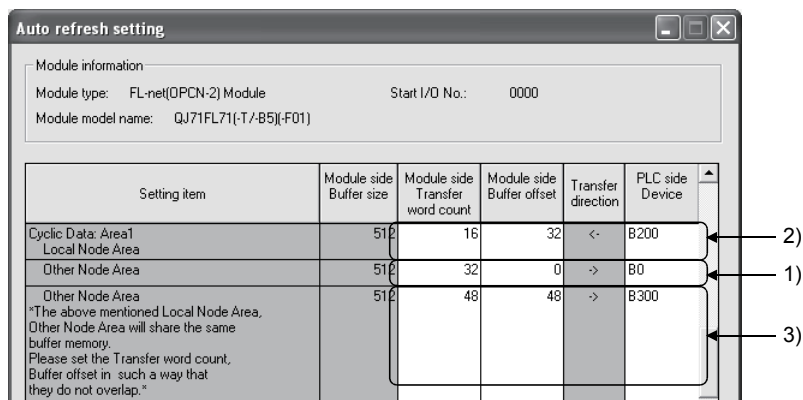 Auto refresh setting
Module information
Module type: FL-net(OPCN-2) Module Start I/O No.: 0000
Module model name: QJ71FL71(-T/-B5)(-F01)
Setting item Module side Buffer size Module side Transfer word count Module side Buffer offset Transfer direction PLC side Device
Cyclic Data: Area1 512 16 32 <- B200 2)
Local Node Area
Other Node Area 512 32 0 -> B0 1)
Other Node Area 512 48 48 -> B300
*The above mentioned Local Node Area,
Other Node Area will share the same 3)
buffer memory.
Please set the Transfer word count,
Buffer offset in such a way that
they do not overlap.*